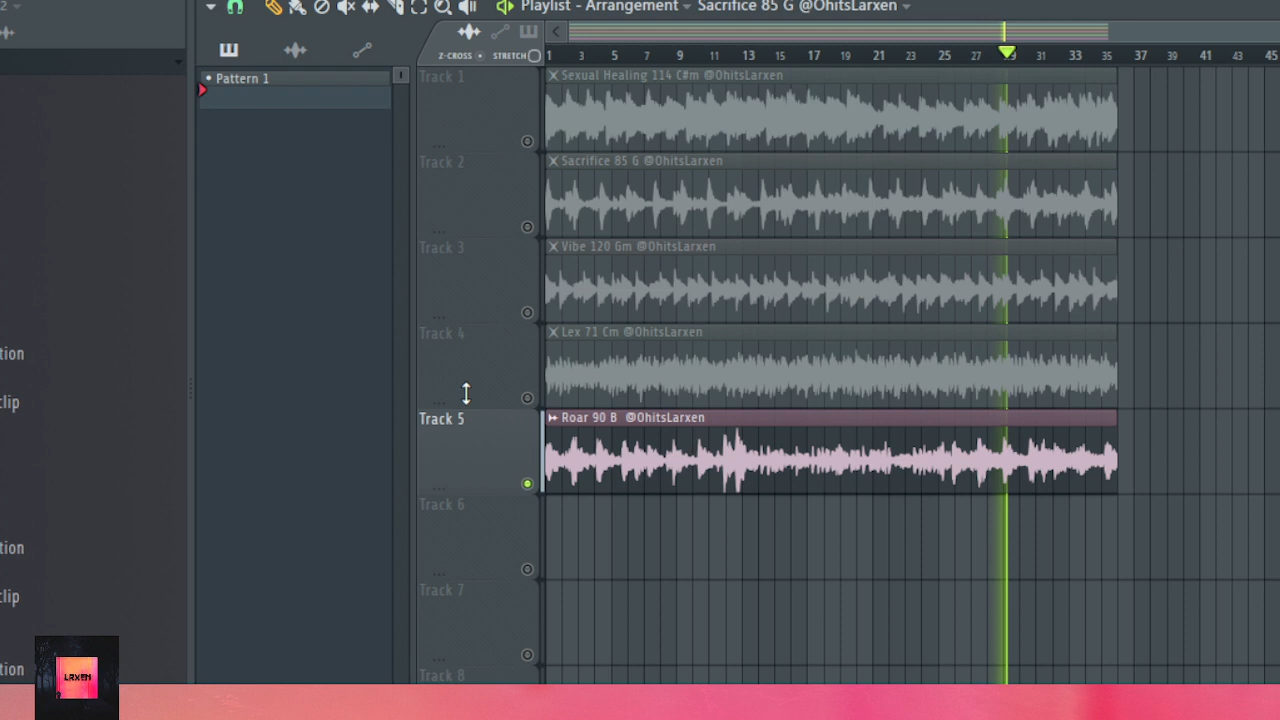 2
Playlist - Arrangement Sacrifice 85 G @OhitsLarxen
Z-CROSS STRETCH
1 3 5 7 9 11 13 15 17 19 21 23 25 27 29 31 33 35 37 39 41 43 45
Pattern 1
Track 1
Sexual Healing 114 C#m @OhitsLarxen
Track 2
Sacrifice 85 G @OhitsLarxen
Track 3
Vibe 120 Gm @OhitsLarxen
Track 4
Lex 71 Cm @OhitsLarxen
Track 5
Roar 90 B @OhitsLarxen
Track 6
Track 7
Track 8
tion
clip
tion
clip
tion
LRXEN